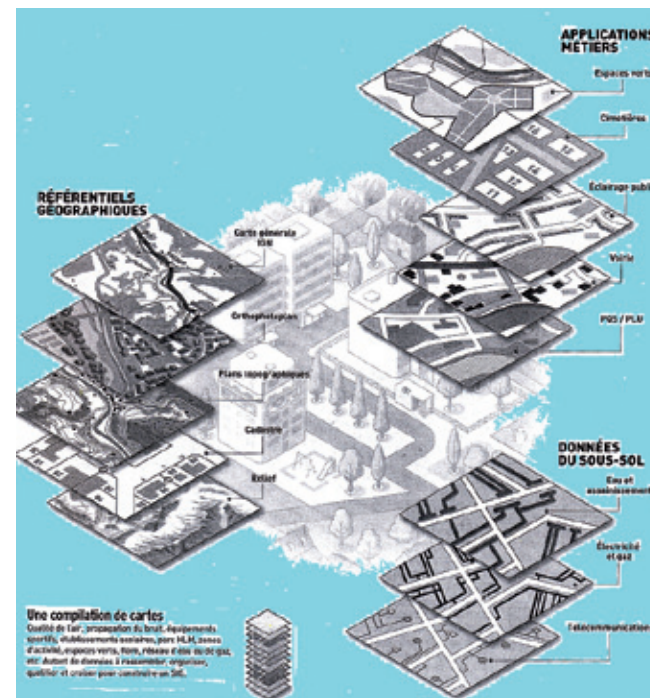 RÉFÉRENTIELS
GÉOGRAPHIQUES
Carte générale
IGN
Orthophotoplan
Plans topographiques
Cadastre
Relief
APPLICATIONS
MÉTIERS
Espaces verts
Cimetières
Éclairage publ
Voirie
POS / PLU
DONNÉES
DU SOUS-SOL
Eau et
assainissement
Électricité
et gaz
Télécommunication
Une compilation de cartes
Qualité de l'air, propagation du bruit, équipements
sportifs, établissements scolaires, parc HLM, zones
d'activité, espaces verts, réseau d'eau ou de gaz,
etc. Autant de données à rassembler, organiser,
qualifier et croiser pour construire un SIG.